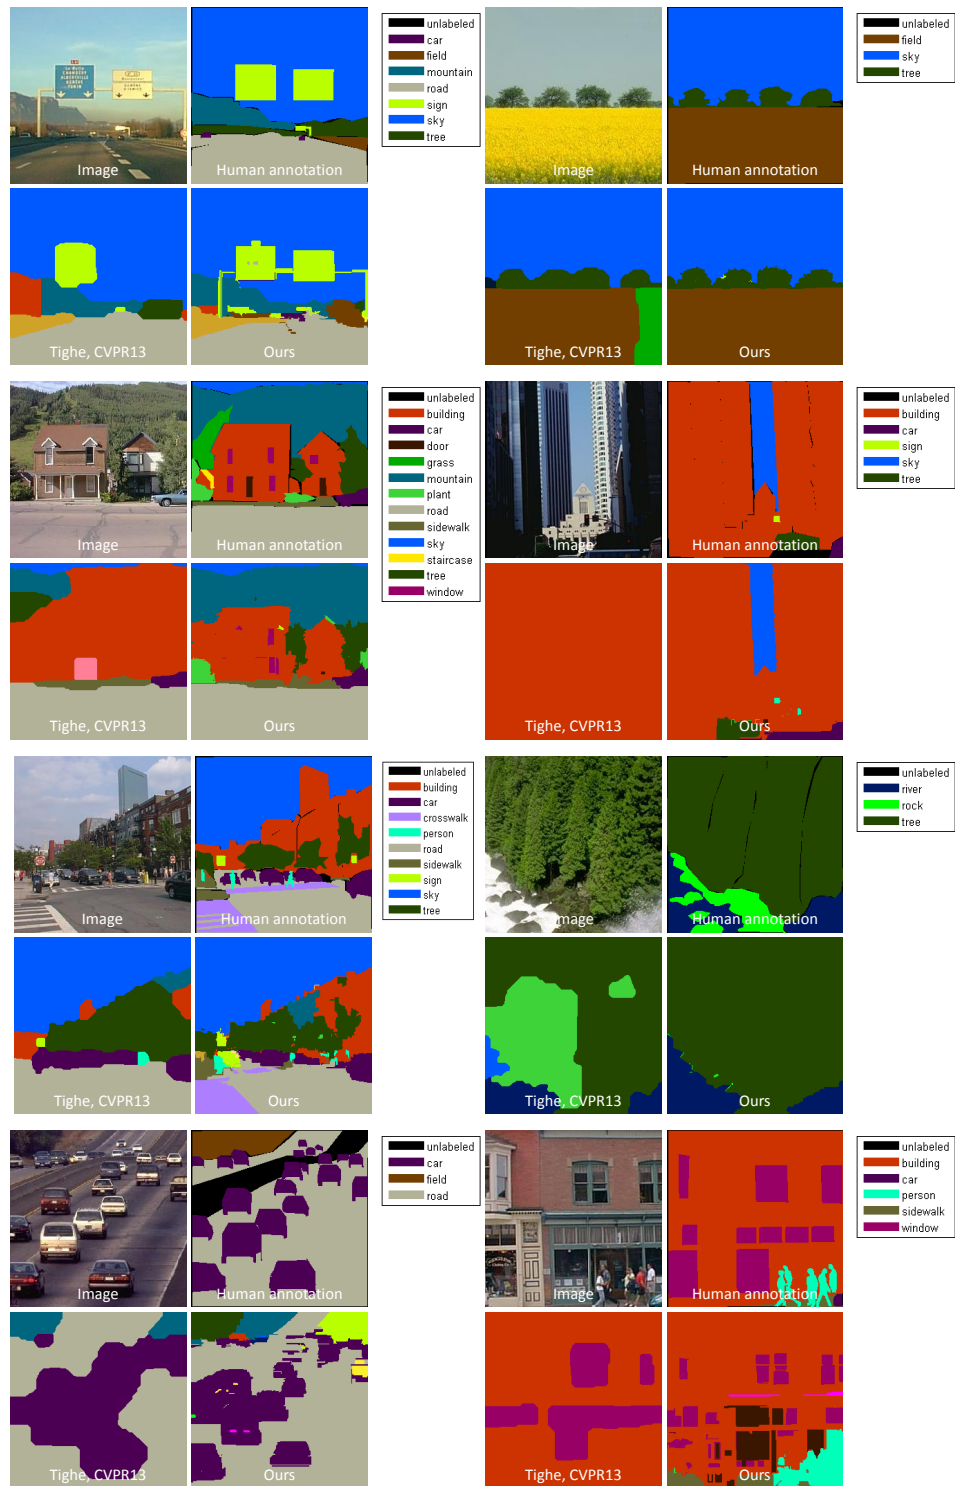 Image
Human annotation
unlabeled
car
field
mountain
road
sign
sky
tree
Tighe, CVPR13
Ours
Image
Human annotation
unlabeled
field
sky
tree
Tighe, CVPR13
Ours
Image
Human annotation
unlabeled
building
car
door
grass
mountain
plant
road
sidewalk
sky
staircase
tree
window
Tighe, CVPR13
Ours
Image
Human annotation
unlabeled
building
car
sign
sky
tree
Tighe, CVPR13
Ours
Image
Human annotation
unlabeled
building
car
crosswalk
person
road
sidewalk
sign
sky
tree
Tighe, CVPR13
Ours
Image
Human annotation
unlabeled
river
rock
tree
Tighe, CVPR13
Ours
Image
Human annotation
unlabeled
car
field
road
Tighe, CVPR13
Ours
Image
Human annotation
unlabeled
building
car
person
sidewalk
window
Tighe, CVPR13
Ours